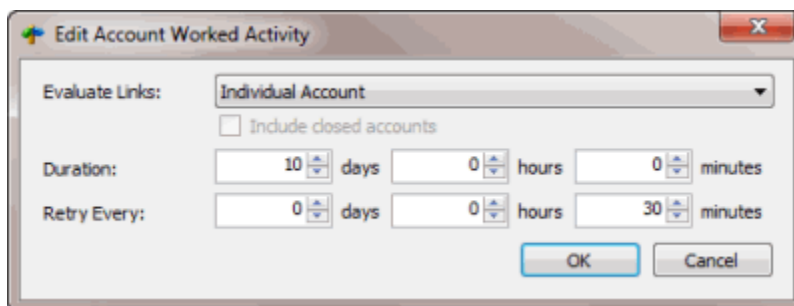 Edit Account Worked Activity
Evaluate Links: Individual Account
Include closed accounts
Duration: 10 days 0 hours 0 minutes
Retry Every: 0 days 0 hours 30 minutes
OK Cancel